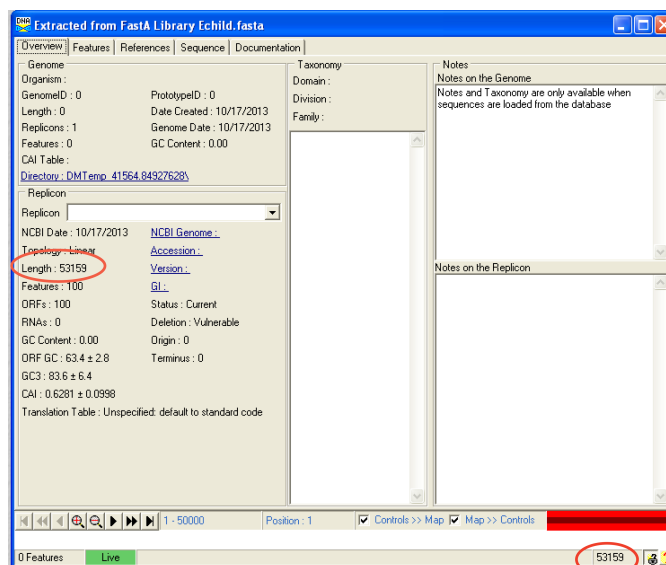 DNA Extracted from FastA Library Echild.fasta
Overview Features References Sequence Documentation
Genome
Organism :
GenomeID : 0 PrototypeID : 0
Length : 0 Date Created : 10/17/2013
Replicons : 1 Genome Date : 10/17/2013
Features : 0 GC Content : 0.00
CAI Table :
Directory : DMTemp_41564.84927628\
Replicon
Replicon
NCBI Date : 10/17/2013 NCBI Genome :
Topology : Linear Accession :
Length : 53159 Version :
Features : 100 GI :
ORFs : 100 Status : Current
RNAs : 0 Deletion : Vulnerable
GC Content : 0.00 Origin : 0
ORF GC : 63.4 ± 2.8 Terminus : 0
GC3 : 83.6 ± 6.4
CAI : 0.6281 ± 0.0998
Translation Table : Unspecified: default to standard code
Taxonomy
Domain :
Division :
Family :
Notes
Notes on the Genome
Notes and Taxonomy are only available when
sequences are loaded from the database
Notes on the Replicon
1 - 50000 Position : 1 Controls >> Map Map >> Controls
0 Features Live 53159